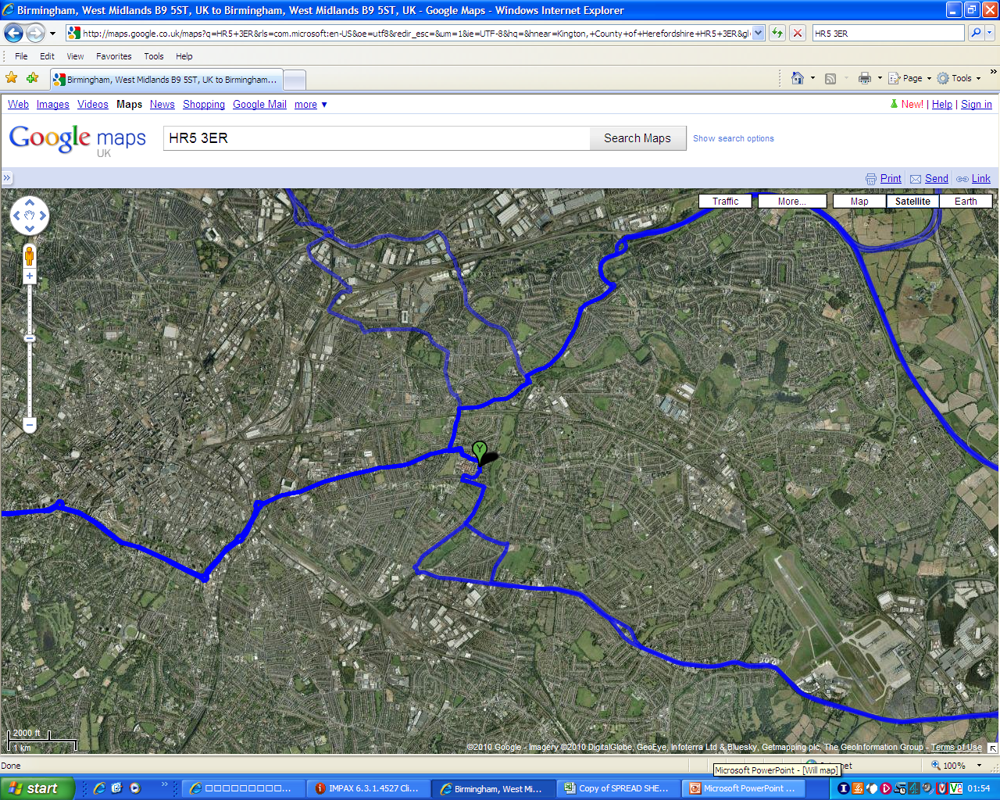 Birmingham, West Midlands B9 5ST, UK to Birmingham, West Midlands B9 5ST, UK - Google Maps - Windows Internet Explorer
http://maps.google.co.uk/maps?q=HR5+3ER&rls=com.microsoft:en-US&oe=utf8&redir_esc=&um=1&ie=UTF-8&hq=&hnear=Kington,+County+of+Herefordshire+HR5+3ER&gl= HR5 3ER
File Edit View Favorites Tools Help
Birmingham, West Midlands B9 5ST, UK to Birmingham... Page Tools
Web Images Videos Maps News Shopping Google Mail more ▼ New! | Help | Sign in
Google maps UK HR5 3ER Search Maps Show search options
Print Send Link
Traffic More... Map Satellite Earth
Y
2000 ft
1 km
©2010 Google - Imagery ©2010 DigitalGlobe, GeoEye, Infoterra Ltd & Bluesky, Getmapping plc, The GeoInformation Group - Terms of Use
Done 100%
Microsoft PowerPoint - [Will map]
start IMPAX 6.3.1.4527 Cli... Birmingham, West Mi... Copy of SPREAD SHE... Microsoft PowerPoint ... 01:54